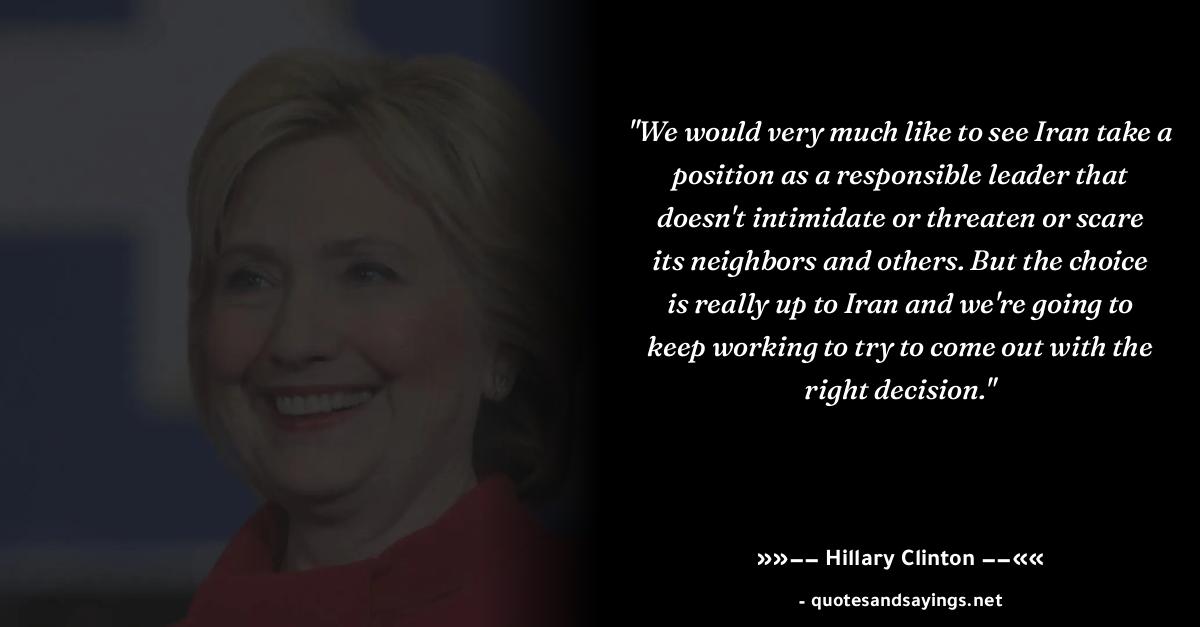 "We would very much like to see Iran take a
position as a responsible leader that
doesn't intimidate or threaten or scare
its neighbors and others. But the choice
is really up to Iran and we're going to
keep working to try to come out with the
right decision."
»»−− Hillary Clinton −−««
- quotesandsayings.net